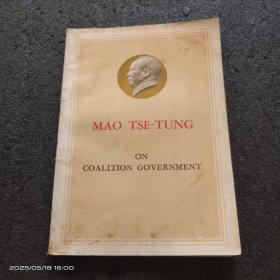 MAO TSE-TUNG
ON
COALITION GOVERNMENT
2025/05/18 16:00